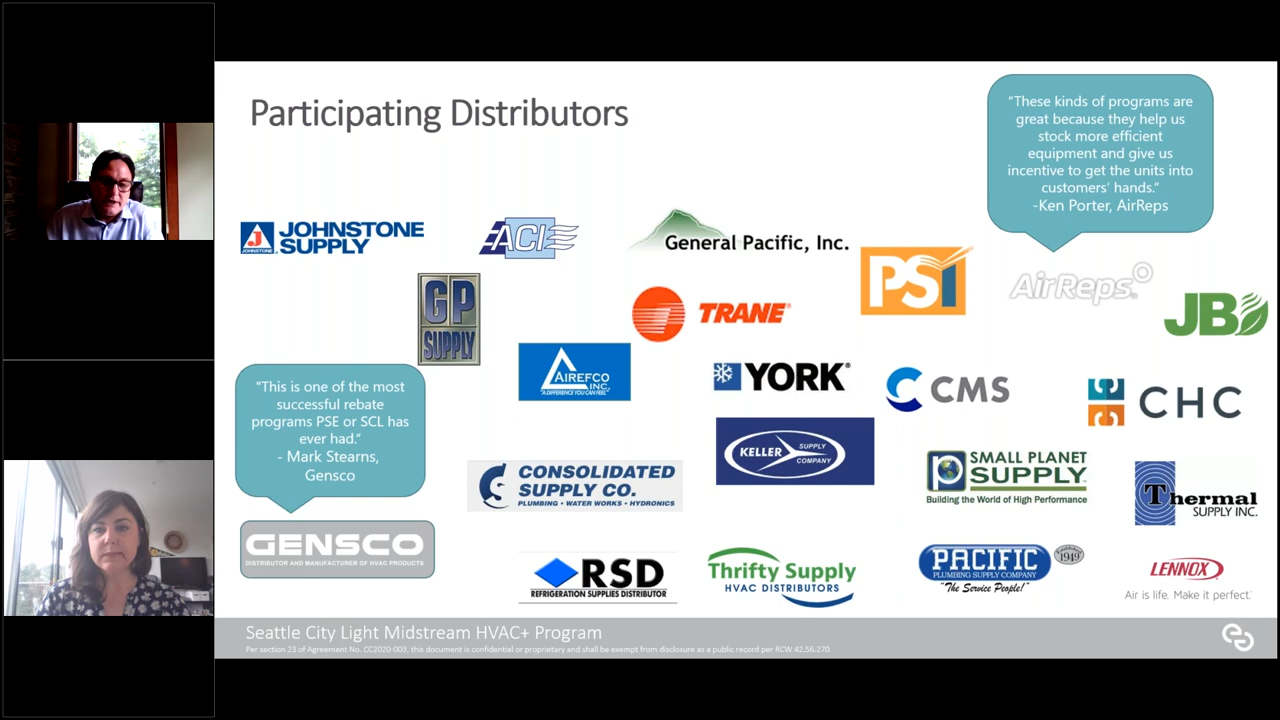 Participating Distributors
"These kinds of programs are
great because they help us
stock more efficient
equipment and give us
incentive to get the units into
customers' hands."
-Ken Porter, AirReps
JOHNSTONE
SUPPLY
J
JOHNSTONE
ACI
General Pacific, Inc.
PSI
AirReps
JB
GP
SUPPLY
TRANE
AIREFCO
INC.
"A DIFFERENCE YOU CAN FEEL"
YORK
CMS
CHC
"This is one of the most
successful rebate
programs PSE or SCL has
ever had."
- Mark Stearns,
Gensco
KELLER
SUPPLY
COMPANY
CONSOLIDATED
SUPPLY CO.
PLUMBING • WATER WORKS • HYDRONICS
SMALL PLANET
SUPPLY
Building the World of High Performance
Thermal
SUPPLY INC.
GENSCO
DISTRIBUTOR AND MANUFACTURER OF HVAC PRODUCTS
RSD
REFRIGERATION SUPPLIES DISTRIBUTOR
Thrifty Supply
HVAC DISTRIBUTORS
PACIFIC
PLUMBING SUPPLY COMPANY
"The Service People!"
1949
LENNOX
Air is life. Make it perfect.
Seattle City Light Midstream HVAC+ Program
Per section 23 of Agreement No. CC2020-003, this document is confidential or proprietary and shall be exempt from disclosure as a public record per RCW 42.56.270